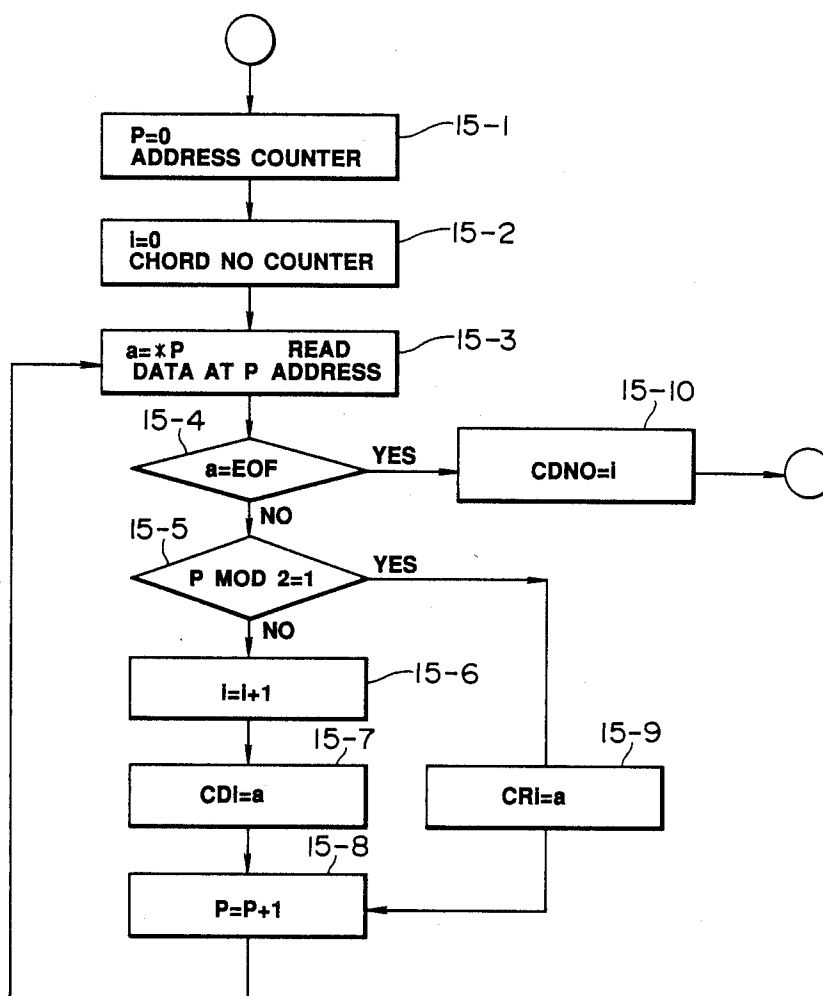 P=0
ADDRESS COUNTER
15-1
i=0
CHORD NO COUNTER
15-2
a=*P READ
DATA AT P ADDRESS
15-3
15-4
a=EOF
YES
NO
15-10
CDNO=i
15-5
P MOD 2=1
YES
NO
i=i+1
15-6
15-7
CDi=a
15-9
CRi=a
15-8
P=P+1